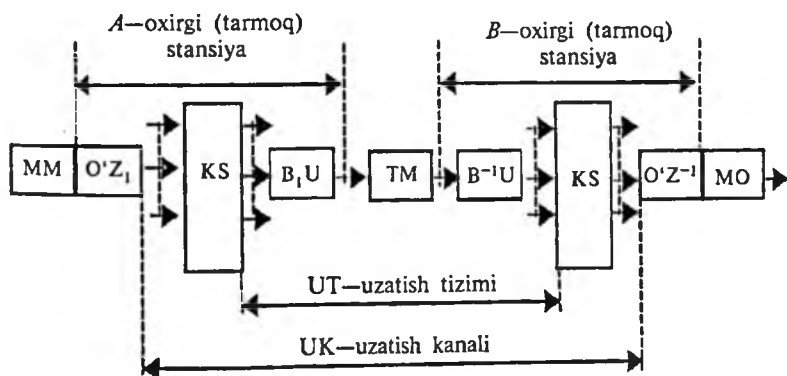 A—oxirgi (tarmoq)
stansiya
B—oxirgi (tarmoq)
stansiya
MM
O‘Z₁
KS
B₁U
TM
B⁻¹U
KS
O‘Z⁻¹
MO
UT—uzatish tizimi
UK—uzatish kanali